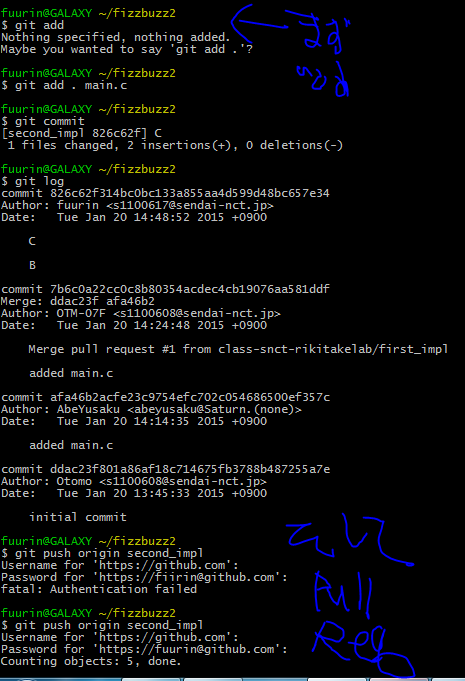 fuurin@GALAXY ~/fizzbuzz2
$ git add
Nothing specified, nothing added.
Maybe you wanted to say 'git add .'?
まず
fuurin@GALAXY ~/fizzbuzz2
$ git add . main.c
fuurin@GALAXY ~/fizzbuzz2
$ git commit
[second_impl 826c62f] C
1 files changed, 2 insertions(+), 0 deletions(-)
fuurin@GALAXY ~/fizzbuzz2
$ git log
commit 826c62f314bc0bc133a855aa4d599d48bc657e34
Author: fuurin <s1100617@sendai-nct.jp>
Date: Tue Jan 20 14:48:52 2015 +0900
C
B
commit 7b6c0a22cc0c8b80354acdec4cb19076aa581ddf
Merge: ddac23f afa46b2
Author: OTM-07F <s1100608@sendai-nct.jp>
Date: Tue Jan 20 14:24:48 2015 +0900
Merge pull request #1 from class-snct-rikitakelab/first_impl
added main.c
commit afa46b2acfe23c9754efc702c054686500ef357c
Author: AbeYusaku <abeyusaku@Saturn.(none)>
Date: Tue Jan 20 14:14:35 2015 +0900
added main.c
commit ddac23f801a86af18c714675fb3788b487255a7e
Author: Otomo <s1100608@sendai-nct.jp>
Date: Tue Jan 20 13:45:33 2015 +0900
initial commit
そして
fuurin@GALAXY ~/fizzbuzz2
$ git push origin second_impl
Username for 'https://github.com':
Password for 'https://fiirin@github.com':
fatal: Authentication failed
Pull
fuurin@GALAXY ~/fizzbuzz2
$ git push origin second_impl
Username for 'https://github.com':
Password for 'https://fuurin@github.com':
Counting objects: 5, done.